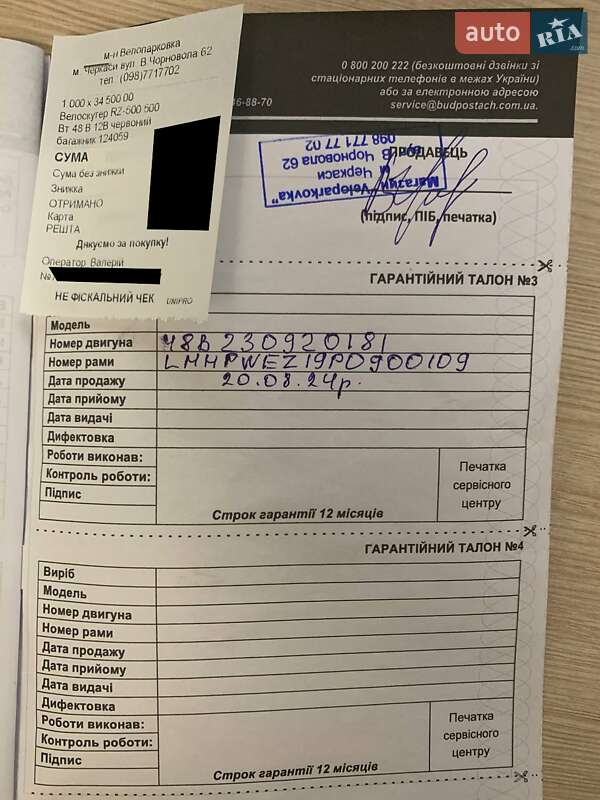 auto RIA.com
м-н Велопарковка
м. Черкаси вул. В Чорновола 62
тел. (098)7717702
1.000 x 34 500 00
Велоскутер RZ-500 500
Вт 48 В 12В червоний
багажник 124059
СУМА
Сума без знижки
Знижка
ОТРИМАНО
Карта
РЕШТА
Дякуємо за покупку!
Оператор Валерій
НЕ ФІСКАЛЬНИЙ ЧЕК UNIPRO
0 800 200 222 (безкоштовні дзвінки зі
стаціонарних телефонів в межах України)
або за електронною адресою
service@budpostach.com.ua.
46-88-70
ПРОДАВЕЦЬ
Магазин "Veloparkovka"
м. Черкаси
В. Чорновола 62
098 771 77 02
(підпис, ПІБ, печатка)
ГАРАНТІЙНИЙ ТАЛОН №3
Модель
Номер двигуна 48B230920181
Номер рами LHHPWEZ19P0900109
Дата продажу 20.08.24р.
Дата прийому
Дата видачі
Дифектовка
Роботи виконав:
Контроль роботи:
Підпис
Печатка
сервісного
центру
Строк гарантії 12 місяців
ГАРАНТІЙНИЙ ТАЛОН №4
Виріб
Модель
Номер двигуна
Номер рами
Дата продажу
Дата прийому
Дата видачі
Дифектовка
Роботи виконав:
Контроль роботи:
Підпис
Печатка
сервісного
центру
Строк гарантії 12 місяців